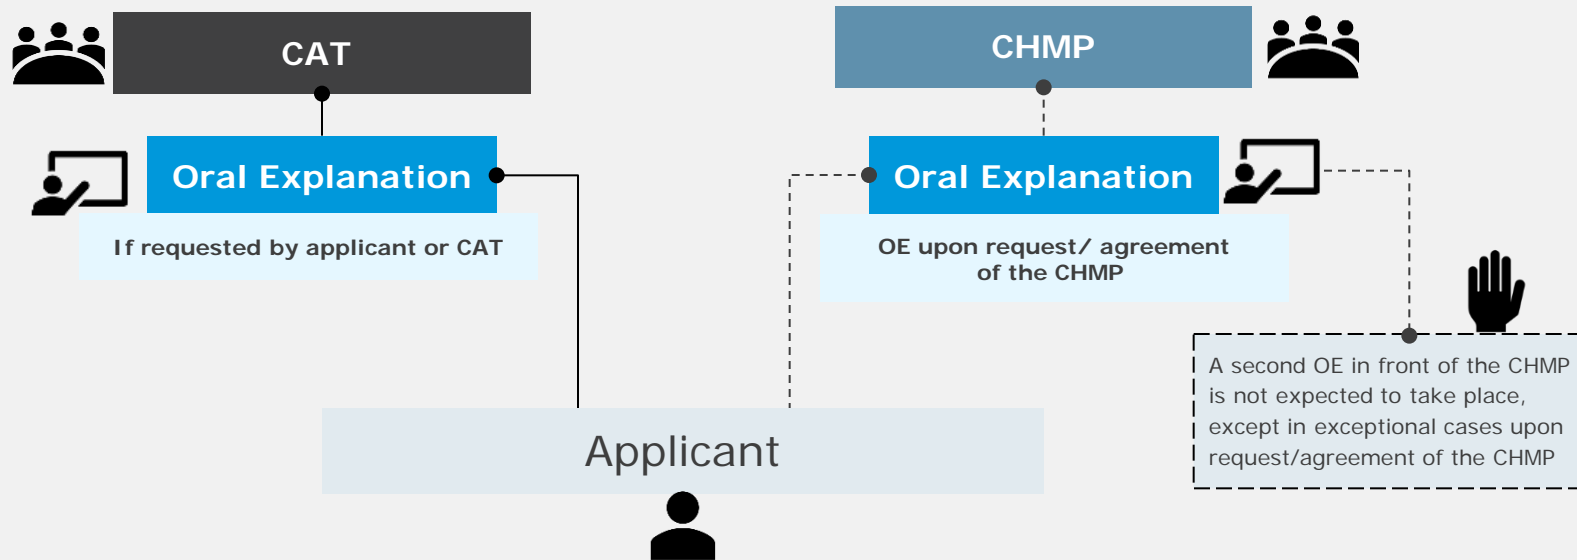 CAT
CHMP
Oral Explanation
Oral Explanation
If requested by applicant or CAT
OE upon request/ agreement
of the CHMP
A second OE in front of the CHMP
is not expected to take place,
except in exceptional cases upon
request/agreement of the CHMP
Applicant